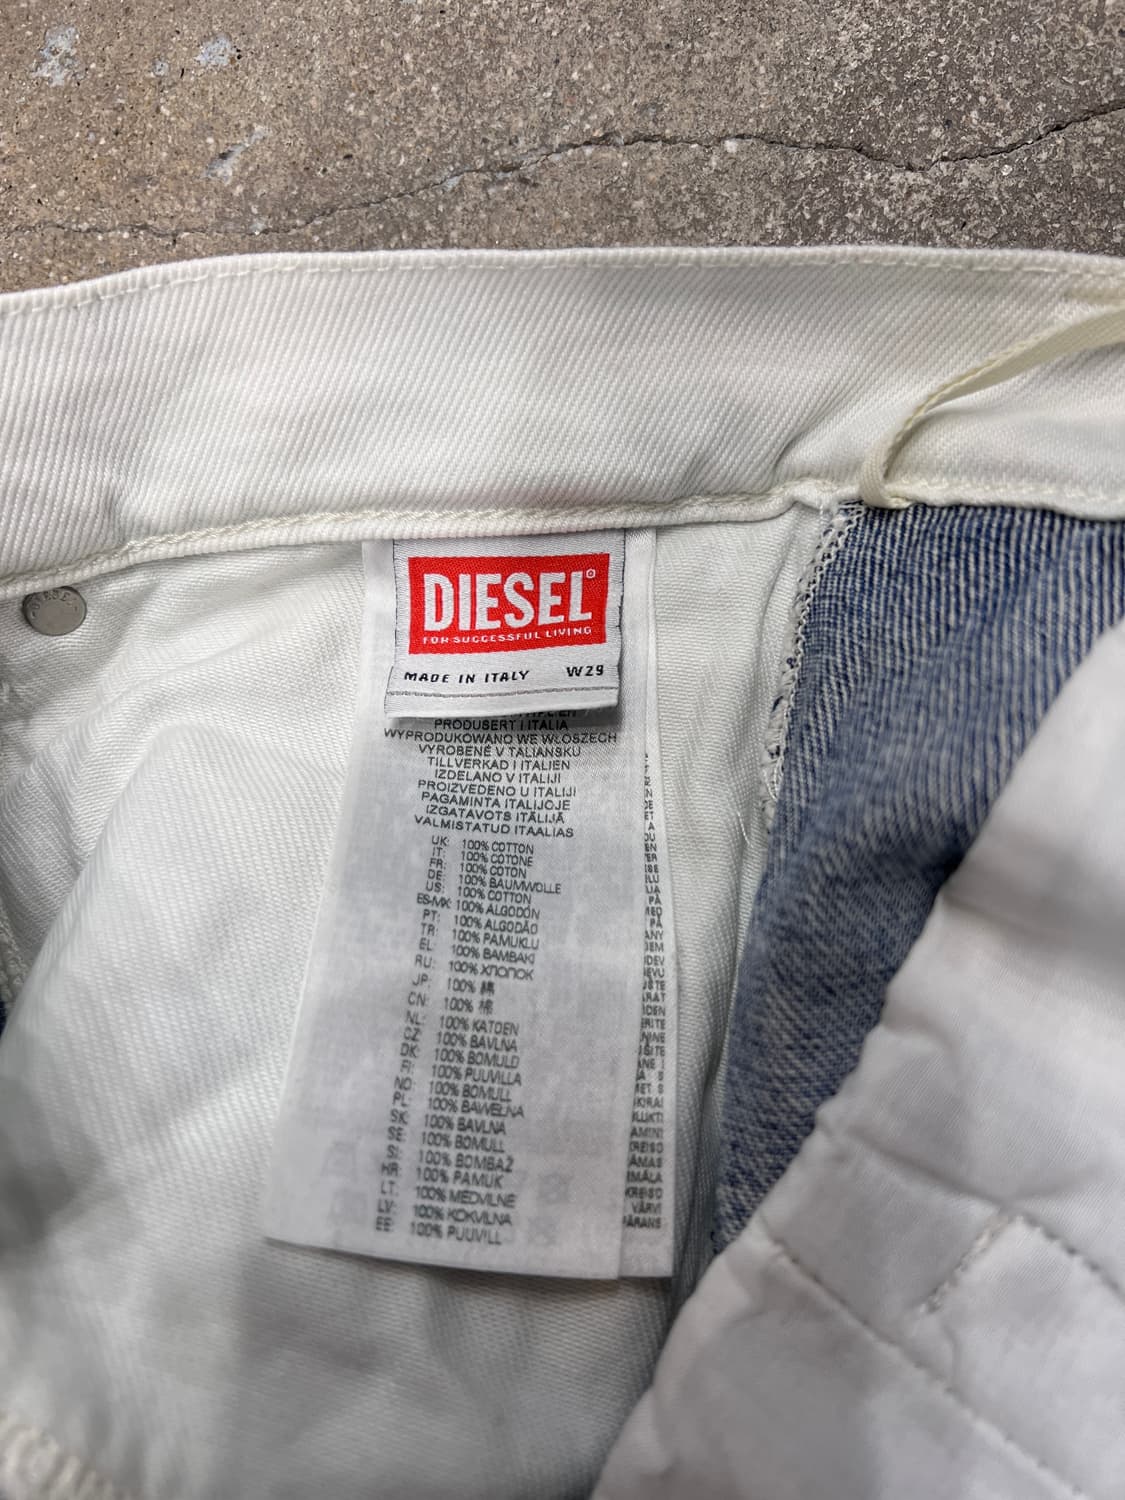 DIESEL
FOR SUCCESSFUL LIVING
MADE IN ITALY W29
PRODUSERT I ITALIA
WYPRODUKOWANO WE WŁOSZECH
VYROBENÉ V TALIANSKU
TILLVERKAD I ITALIEN
IZDELANO V ITALIJI
PROIZVEDENO U ITALIJI
PAGAMINTA ITALIJOJE
IZGATAVOTS ITĀLIJĀ
VALMISTATUD ITAALIAS
UK: 100% COTTON
IT: 100% COTONE
FR: 100% COTON
DE: 100% BAUMWOLLE
US: 100% COTTON
ES-MX: 100% ALGODÓN
PT: 100% ALGODÃO
TR: 100% PAMUKLU
EL: 100% BAMBAKI
RU: 100% ХЛОПОК
JP: 100% 綿
CN: 100% 棉
NL: 100% KATOEN
CZ: 100% BAVLNA
DK: 100% BOMULD
FI: 100% PUUVILLA
NO: 100% BOMULL
PL: 100% BAWEŁNA
SK: 100% BAVLNA
SE: 100% BOMULL
SI: 100% BOMBAŽ
HR: 100% PAMUK
LT: 100% MEDVILNĖ
LV: 100% KOKVILNA
EE: 100% PUUVILL